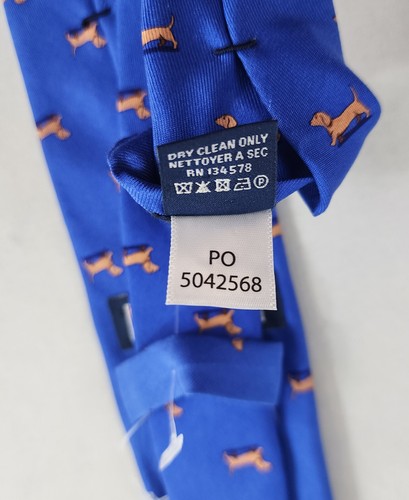 DRY CLEAN ONLY
NETTOYER A SEC
RN 134578
P
PO
5042568